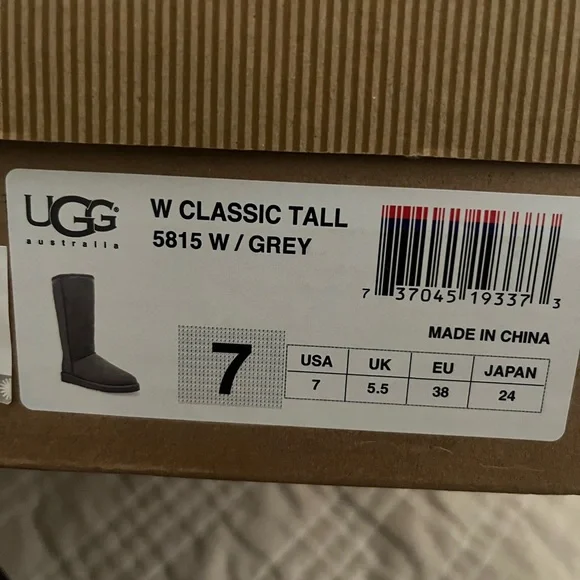 UGG®
australia
W CLASSIC TALL
5815 W / GREY
7 37045 19337 3
MADE IN CHINA
7
USA UK EU JAPAN
7 5.5 38 24